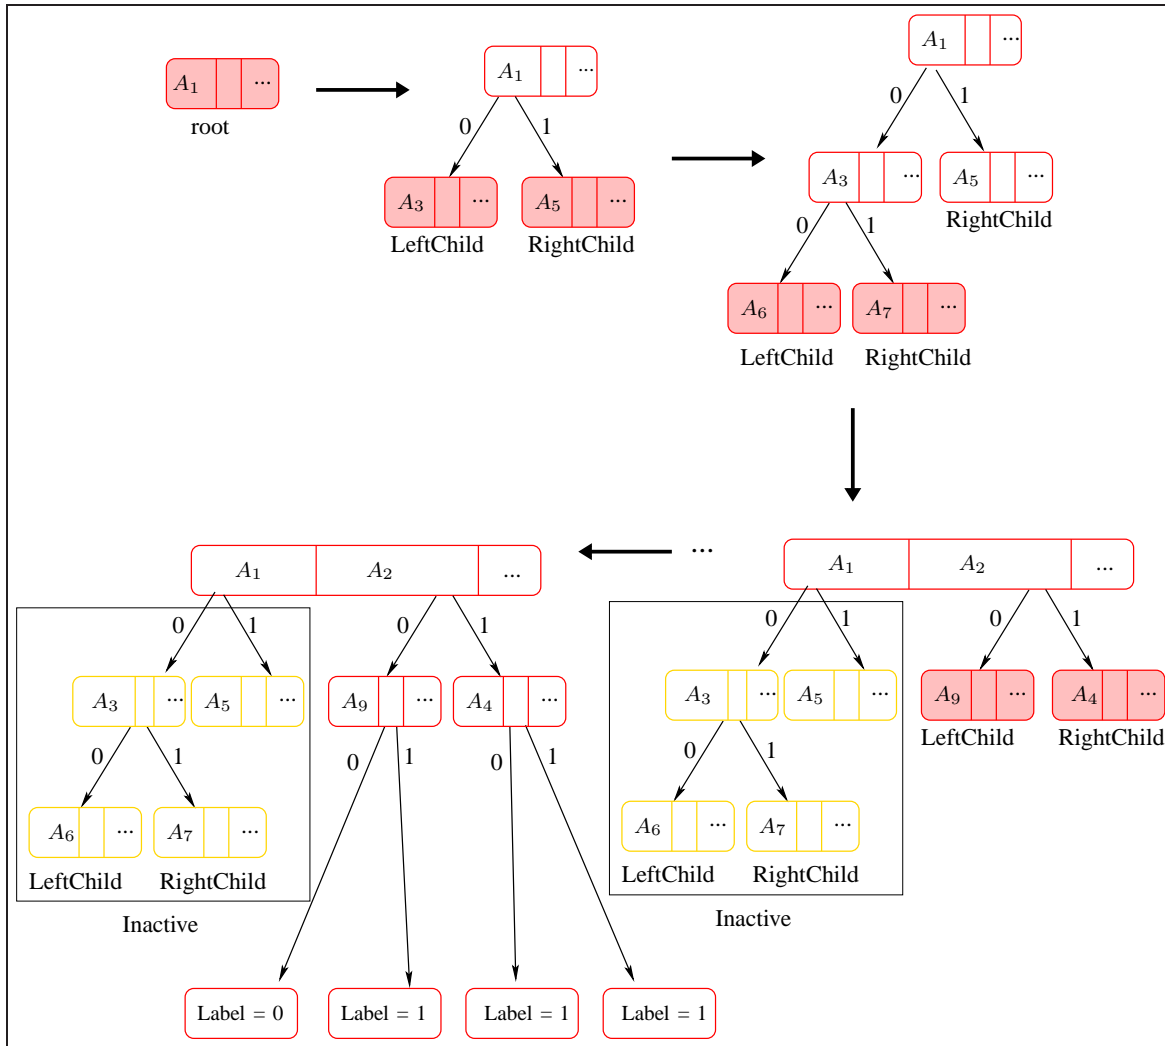 A1 ...
root
A1 ...
0 1
A3 ... A5 ...
LeftChild RightChild
A1 ...
0 1
A3 ... A5 ...
RightChild
0 1
A6 ... A7 ...
LeftChild RightChild
...
A1 A2 ...
0 1 0 1
A3 ... A5 ... A9 ... A4 ...
LeftChild RightChild
0 1
A6 ... A7 ...
LeftChild RightChild
Inactive
A1 A2 ...
0 1 0 1
A3 ... A5 ... A9 ... A4 ...
0 1 0 1 0 1
A6 ... A7 ...
LeftChild RightChild
Inactive
Label = 0 Label = 1 Label = 1 Label = 1